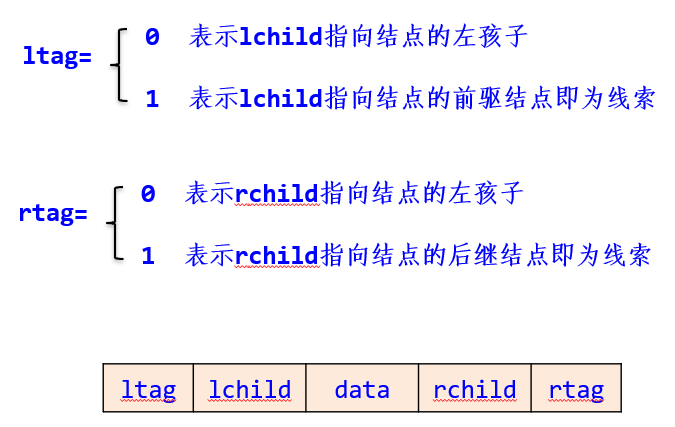 ltag=
0 表示lchild指向结点的左孩子
1 表示lchild指向结点的前驱结点即为线索
rtag=
0 表示rchild指向结点的左孩子
1 表示rchild指向结点的后继结点即为线索
ltag lchild data rchild rtag